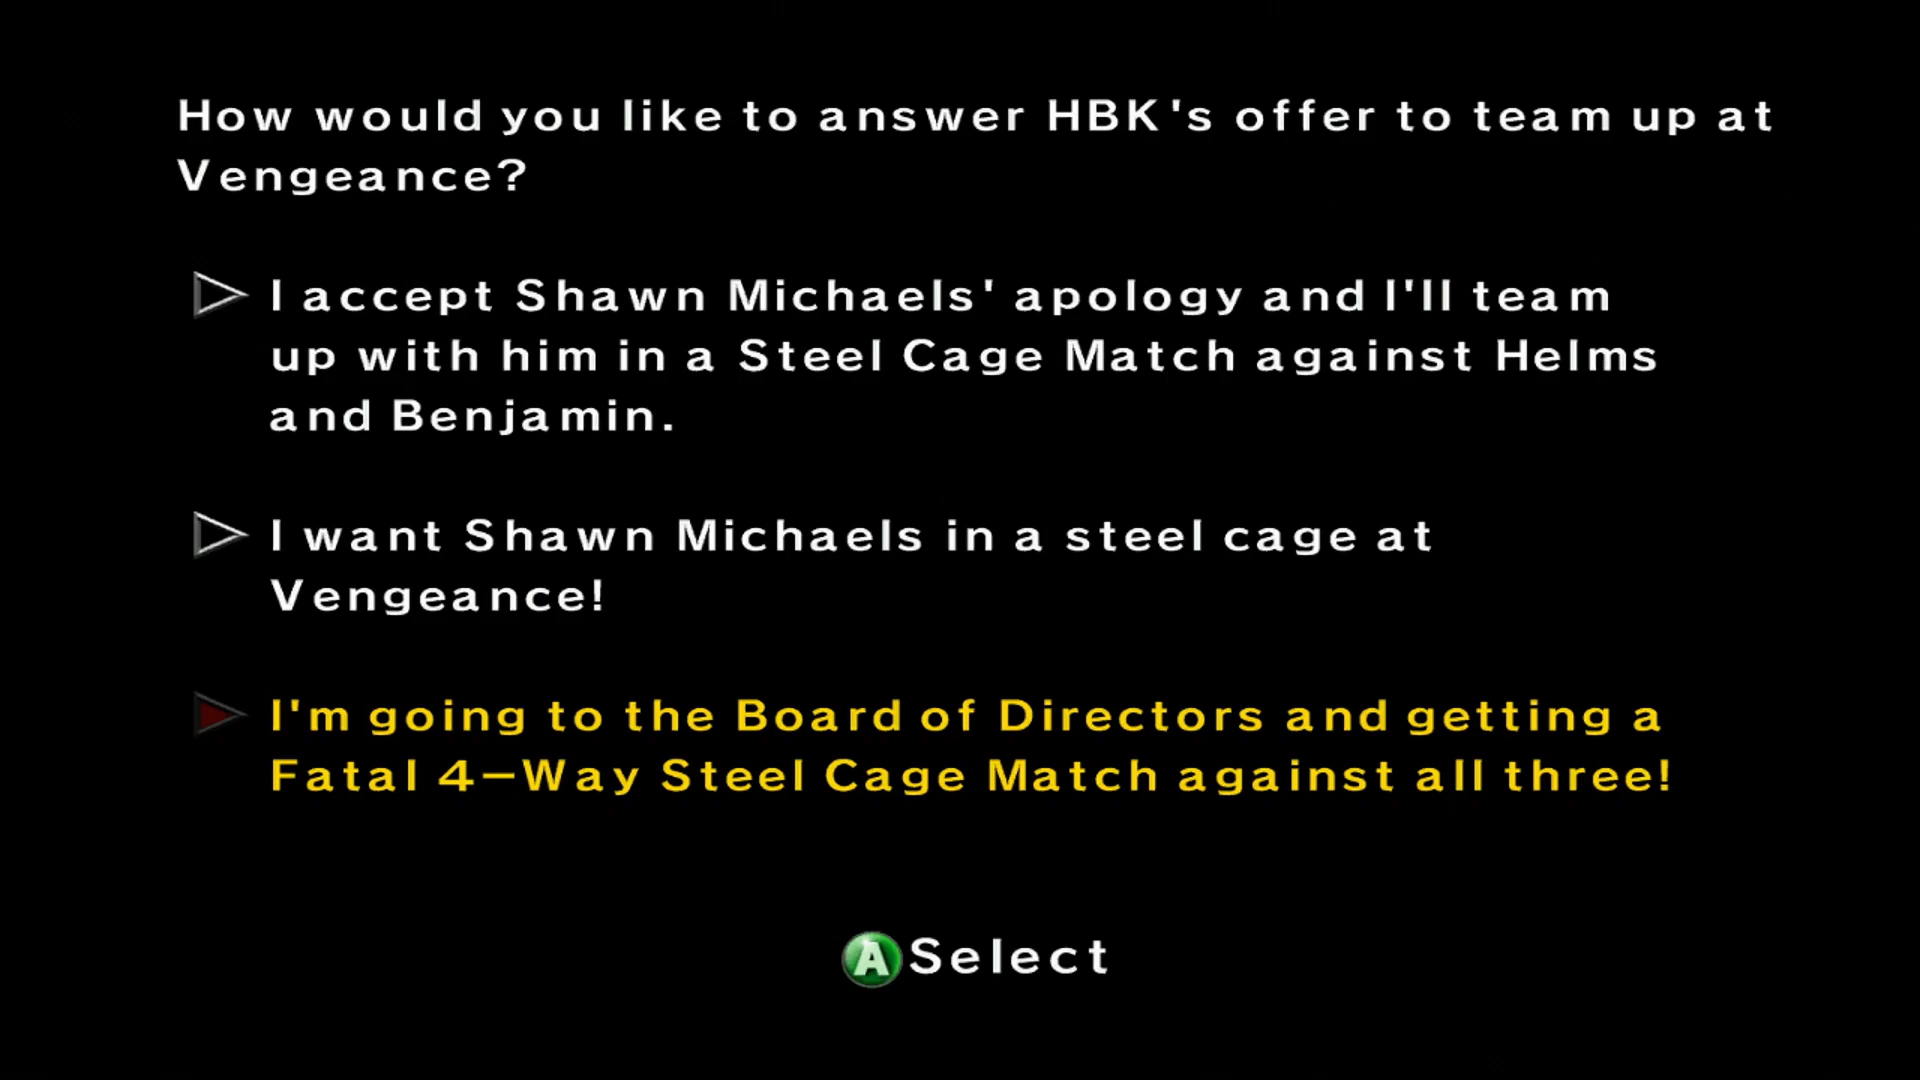 How would you like to answer HBK's offer to team up at
Vengeance?
I accept Shawn Michaels' apology and I'll team
up with him in a Steel Cage Match against Helms
and Benjamin.
I want Shawn Michaels in a steel cage at
Vengeance!
I'm going to the Board of Directors and getting a
Fatal 4–Way Steel Cage Match against all three!
A Select